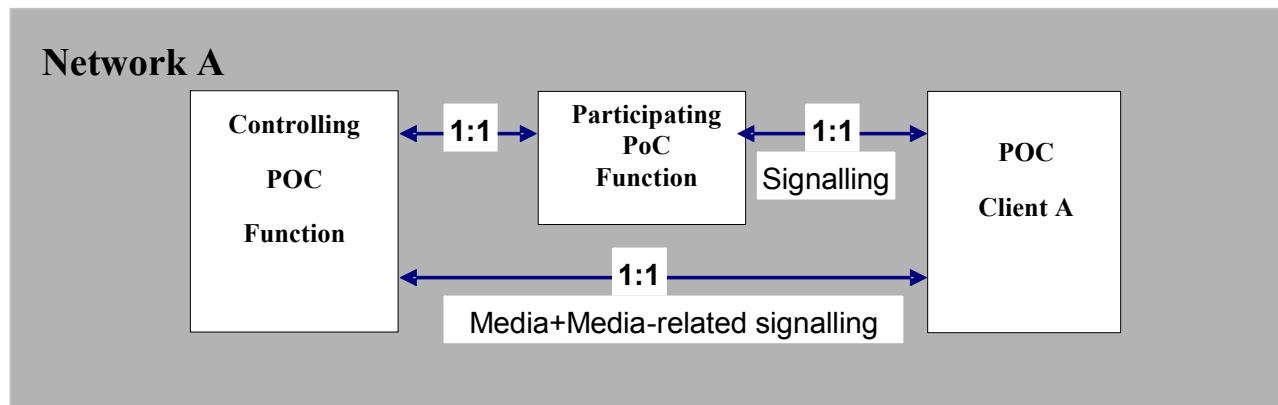 Network A
Controlling
POC
Function
1:1
Participating
PoC
Function
1:1
Signalling
POC
Client A
1:1
Media+Media-related signalling